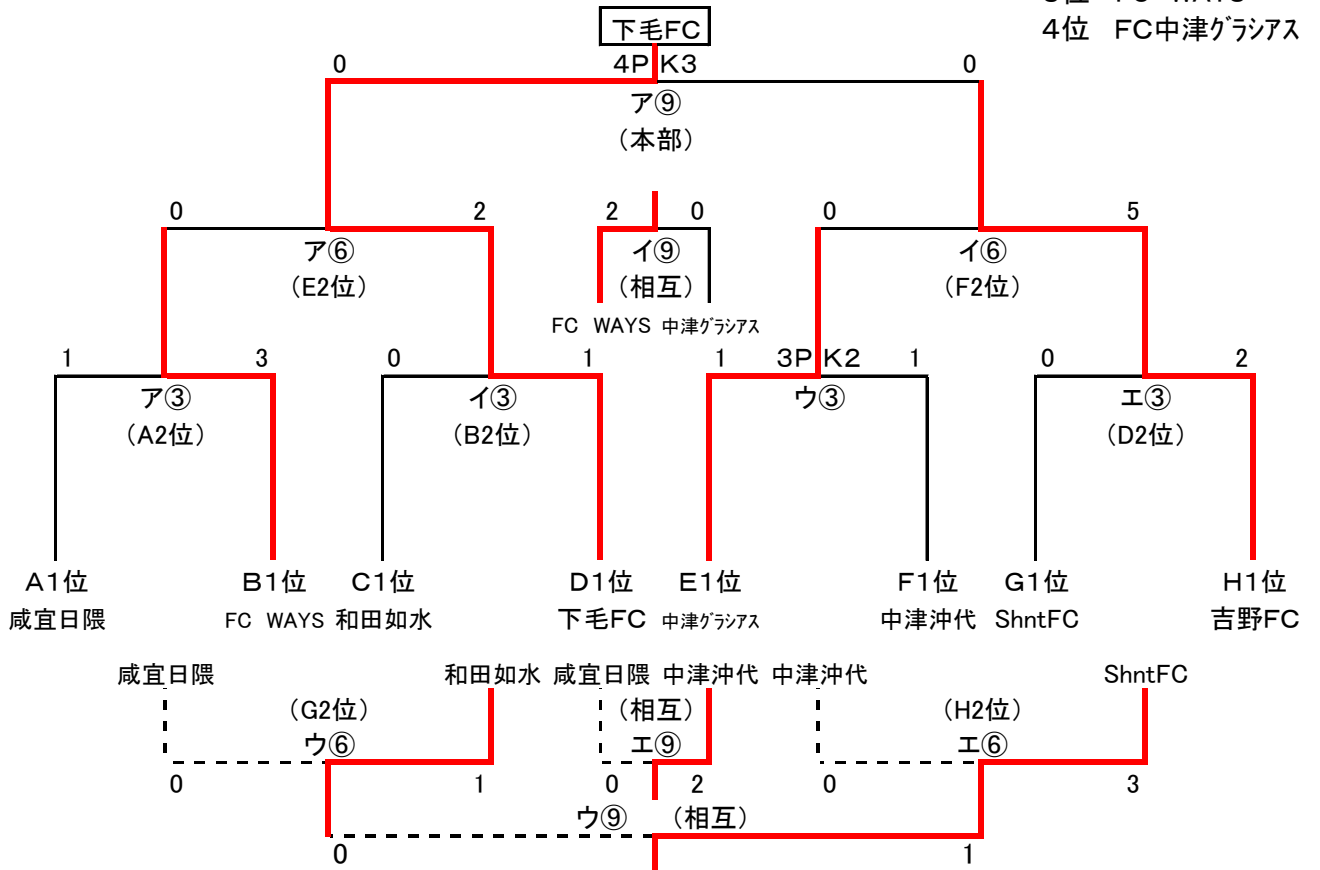 下毛FC
4位 FC中津グラシアス
0 4PK3 0
ア⑨
（本部）
0 2 2 0 0 5
ア⑥ イ⑨ イ⑥
（E2位） （相互） （F2位）
FC WAYS 中津グラシアス
1 3 0 1 1 3PK2 1 0 2
ア③ イ③ ウ③ エ③
（A2位） （B2位） （D2位）
A1位 B1位 C1位 D1位 E1位 F1位 G1位 H1位
咸宜日隈 FC WAYS 和田如水 下毛FC 中津グラシアス 中津沖代 ShntFC 吉野FC
咸宜日隈 和田如水 咸宜日隈 中津沖代 中津沖代 ShntFC
（G2位） （相互） （H2位）
ウ⑥ エ⑨ エ⑥
0 1 0 2 0 3
ウ⑨ （相互）
0 1